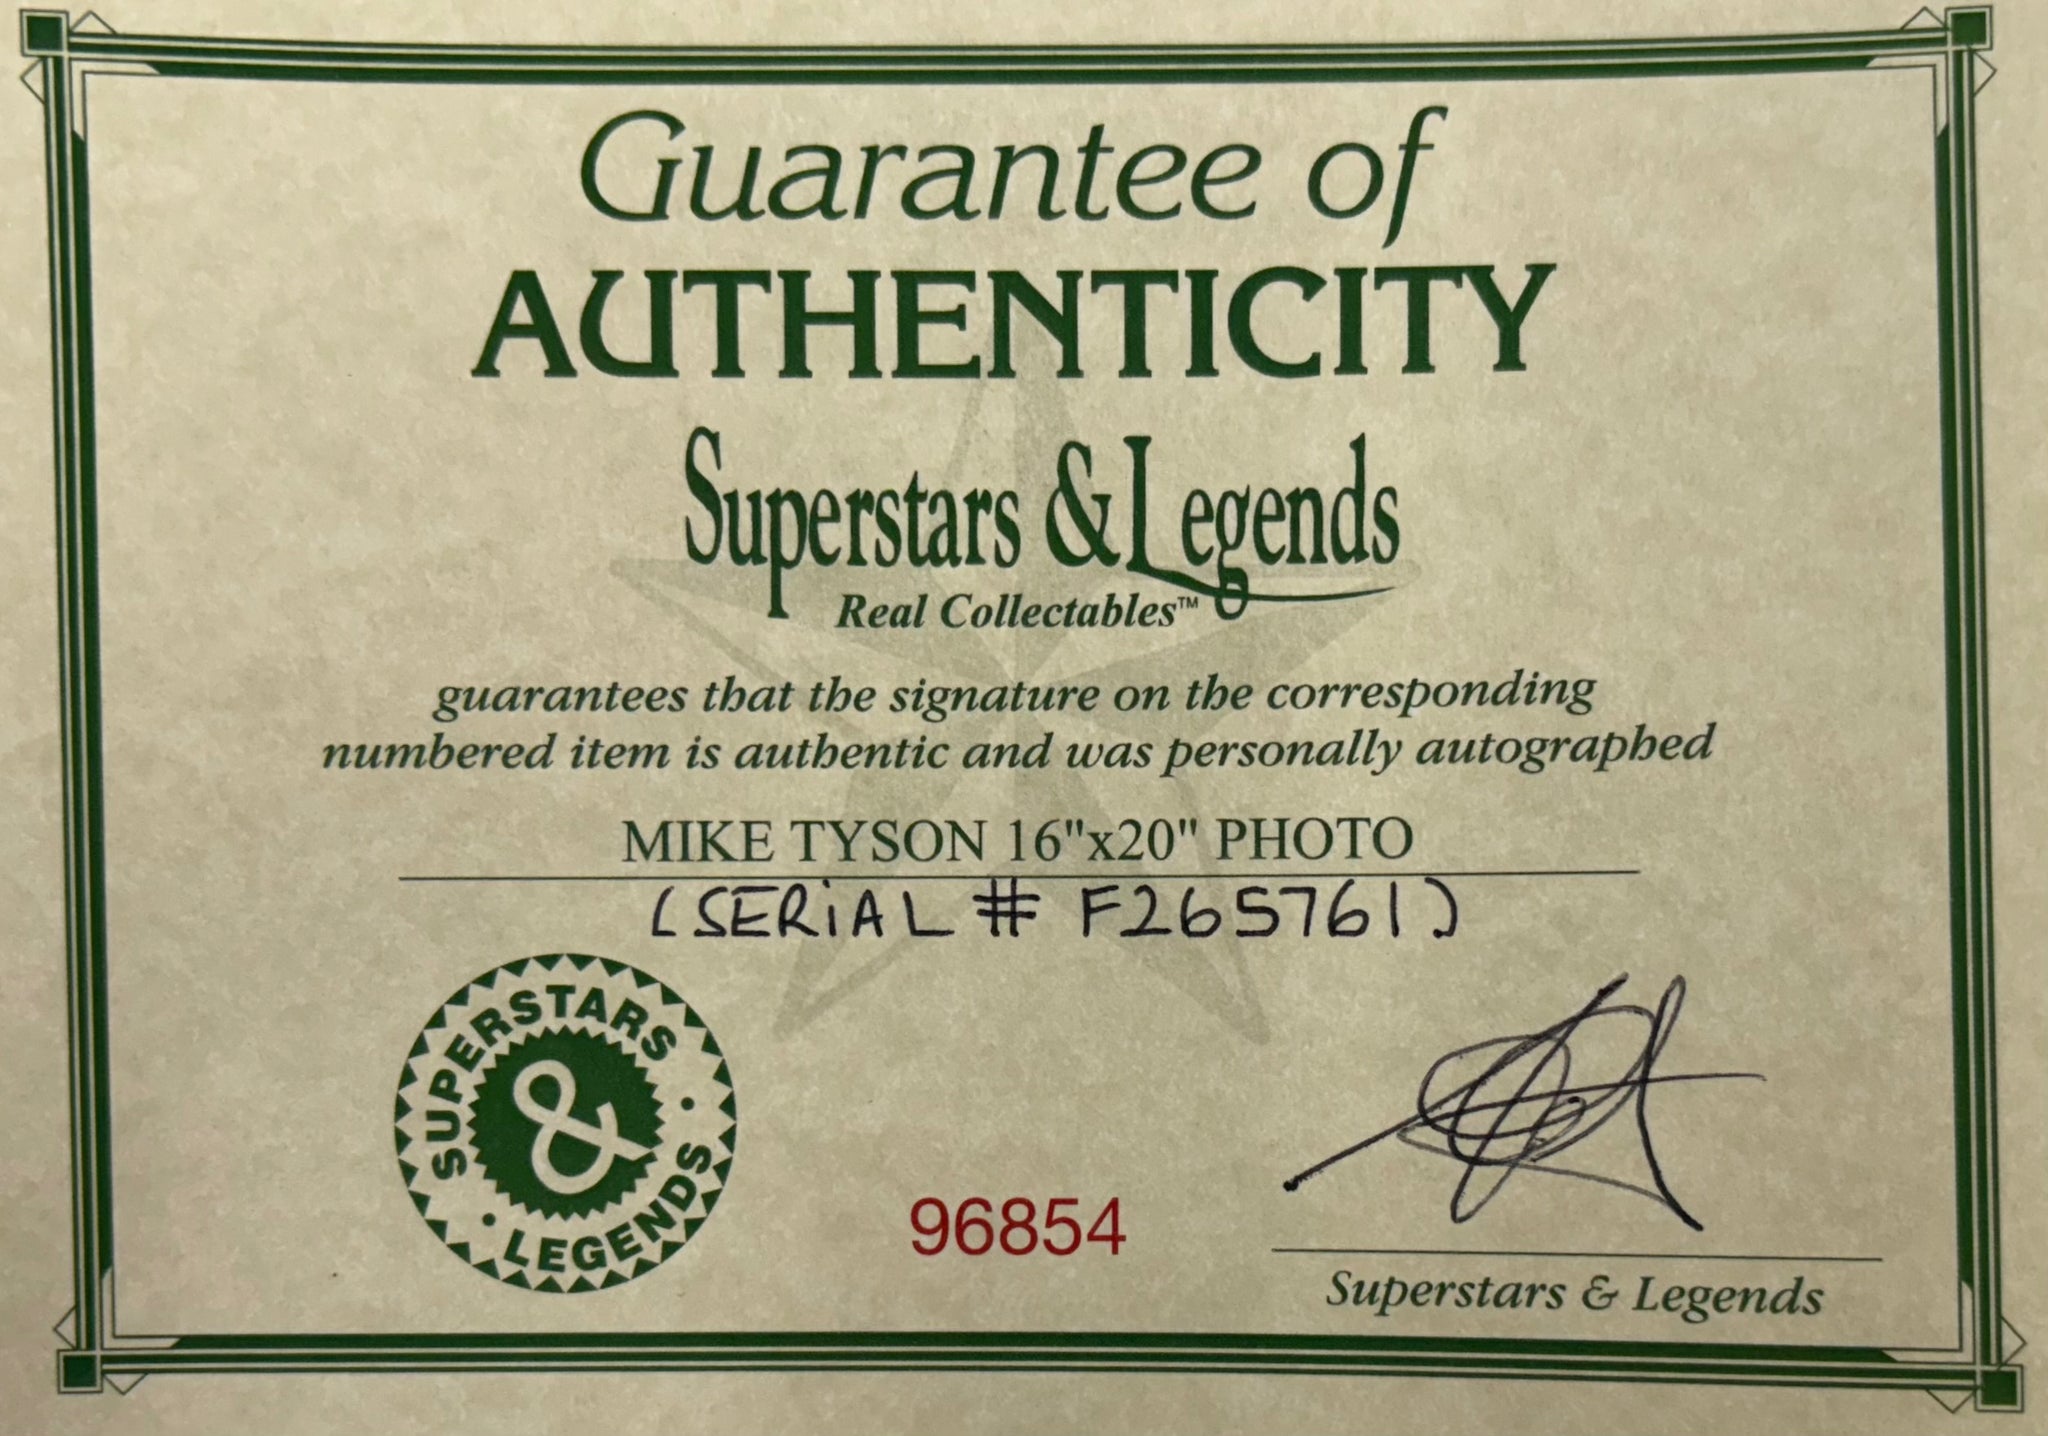 Guarantee of
AUTHENTICITY
Superstars & Legends
Real Collectables™
guarantees that the signature on the corresponding
numbered item is authentic and was personally autographed
MIKE TYSON 16"x20" PHOTO
(SERiAL # F265761)
SUPERSTARS
&
LEGENDS
96854
Superstars & Legends